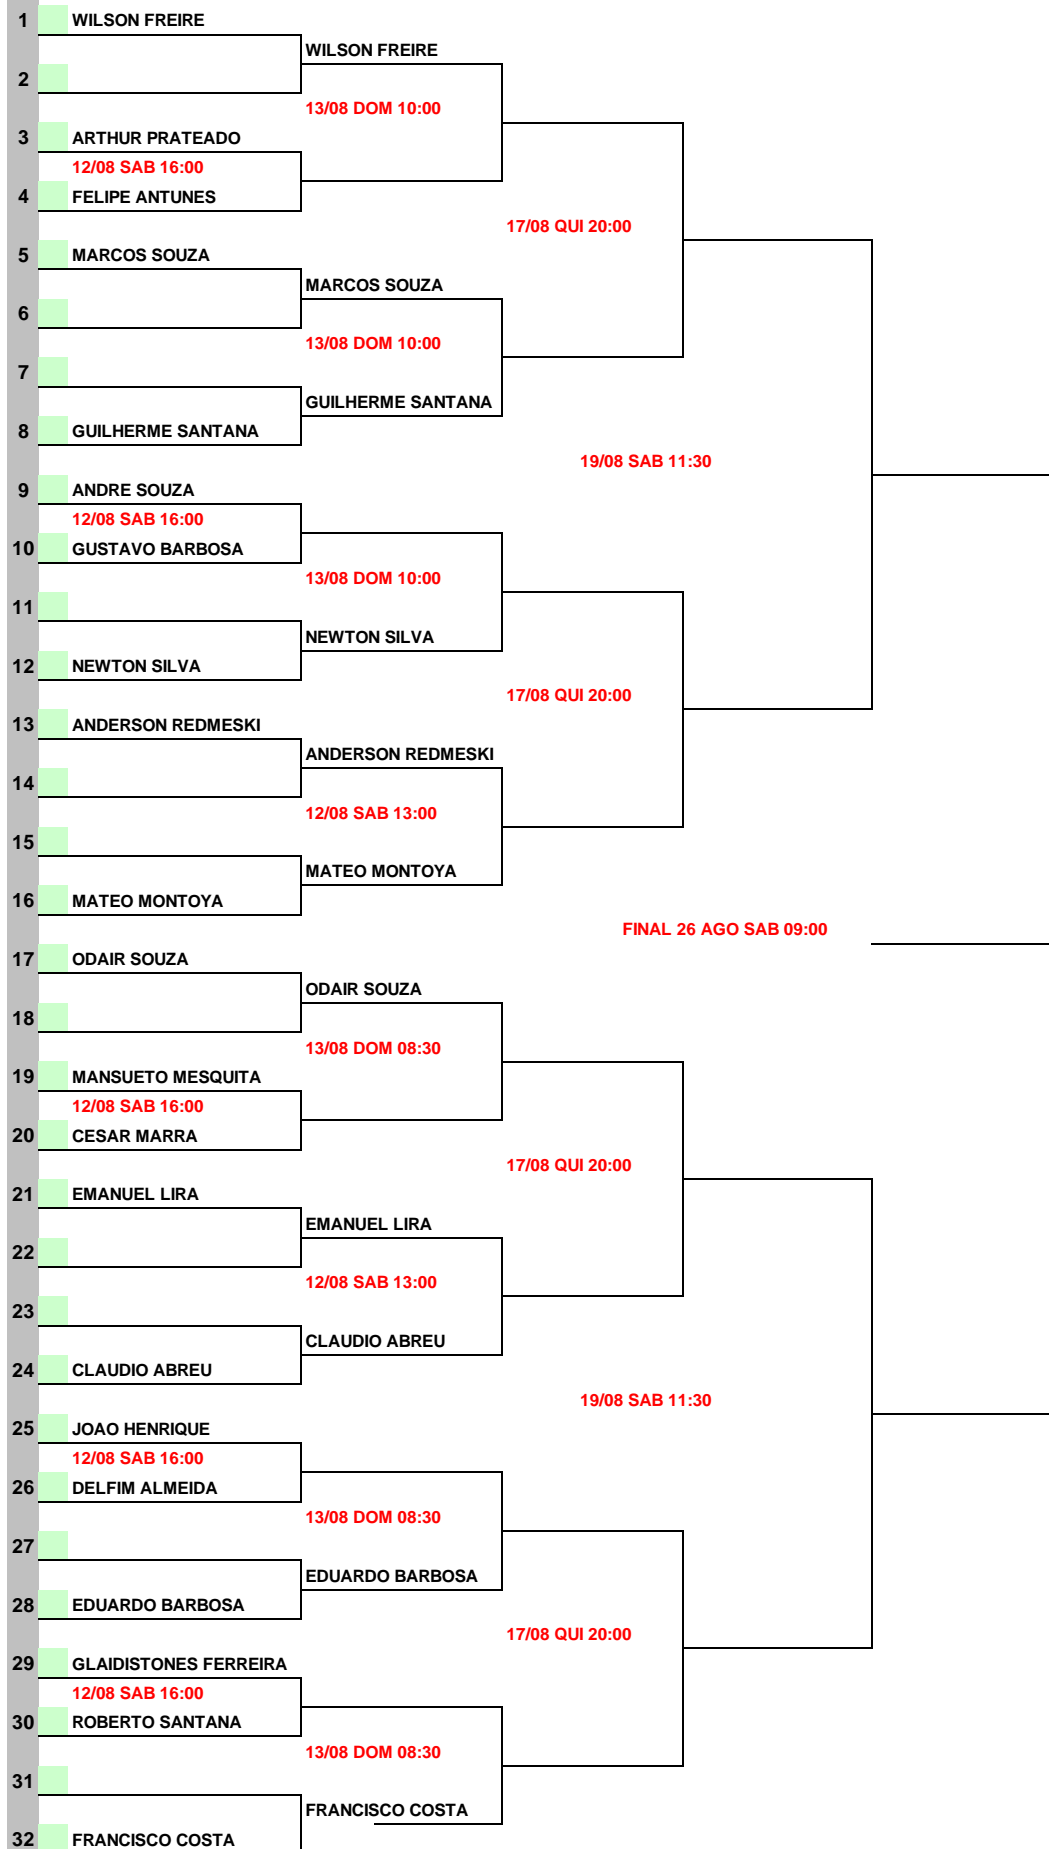 1 WILSON FREIRE
WILSON FREIRE
2
13/08 DOM 10:00
3 ARTHUR PRATEADO
12/08 SAB 16:00
4 FELIPE ANTUNES
17/08 QUI 20:00
5 MARCOS SOUZA
MARCOS SOUZA
6
13/08 DOM 10:00
7
GUILHERME SANTANA
8 GUILHERME SANTANA
19/08 SAB 11:30
9 ANDRE SOUZA
12/08 SAB 16:00
10 GUSTAVO BARBOSA
13/08 DOM 10:00
11
NEWTON SILVA
12 NEWTON SILVA
17/08 QUI 20:00
13 ANDERSON REDMESKI
ANDERSON REDMESKI
14
12/08 SAB 13:00
15
MATEO MONTOYA
16 MATEO MONTOYA
FINAL 26 AGO SAB 09:00
17 ODAIR SOUZA
ODAIR SOUZA
18
13/08 DOM 08:30
19 MANSUETO MESQUITA
12/08 SAB 16:00
20 CESAR MARRA
17/08 QUI 20:00
21 EMANUEL LIRA
EMANUEL LIRA
22
12/08 SAB 13:00
23
CLAUDIO ABREU
24 CLAUDIO ABREU
19/08 SAB 11:30
25 JOAO HENRIQUE
12/08 SAB 16:00
26 DELFIM ALMEIDA
13/08 DOM 08:30
27
EDUARDO BARBOSA
28 EDUARDO BARBOSA
17/08 QUI 20:00
29 GLAIDISTONES FERREIRA
12/08 SAB 16:00
30 ROBERTO SANTANA
13/08 DOM 08:30
31
FRANCISCO COSTA
32 FRANCISCO COSTA